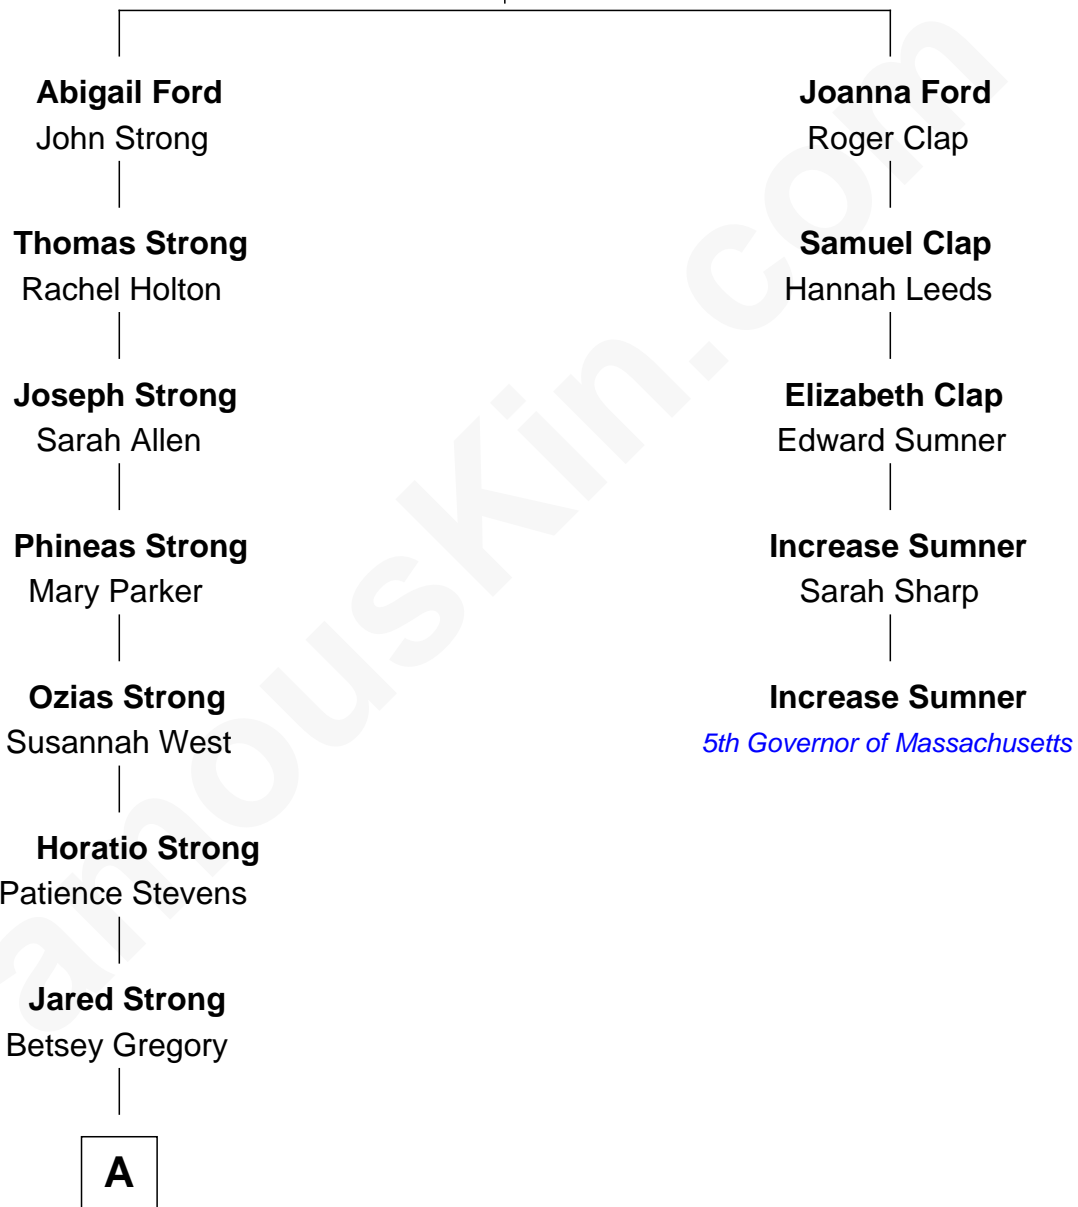 Abigail Ford
John Strong
Joanna Ford
Roger Clap
Thomas Strong
Rachel Holton
Samuel Clap
Hannah Leeds
Joseph Strong
Sarah Allen
Elizabeth Clap
Edward Sumner
Phineas Strong
Mary Parker
Increase Sumner
Sarah Sharp
Ozias Strong
Susannah West
Increase Sumner
5th Governor of Massachusetts
Horatio Strong
Patience Stevens
Jared Strong
Betsey Gregory
A
amouskin.com